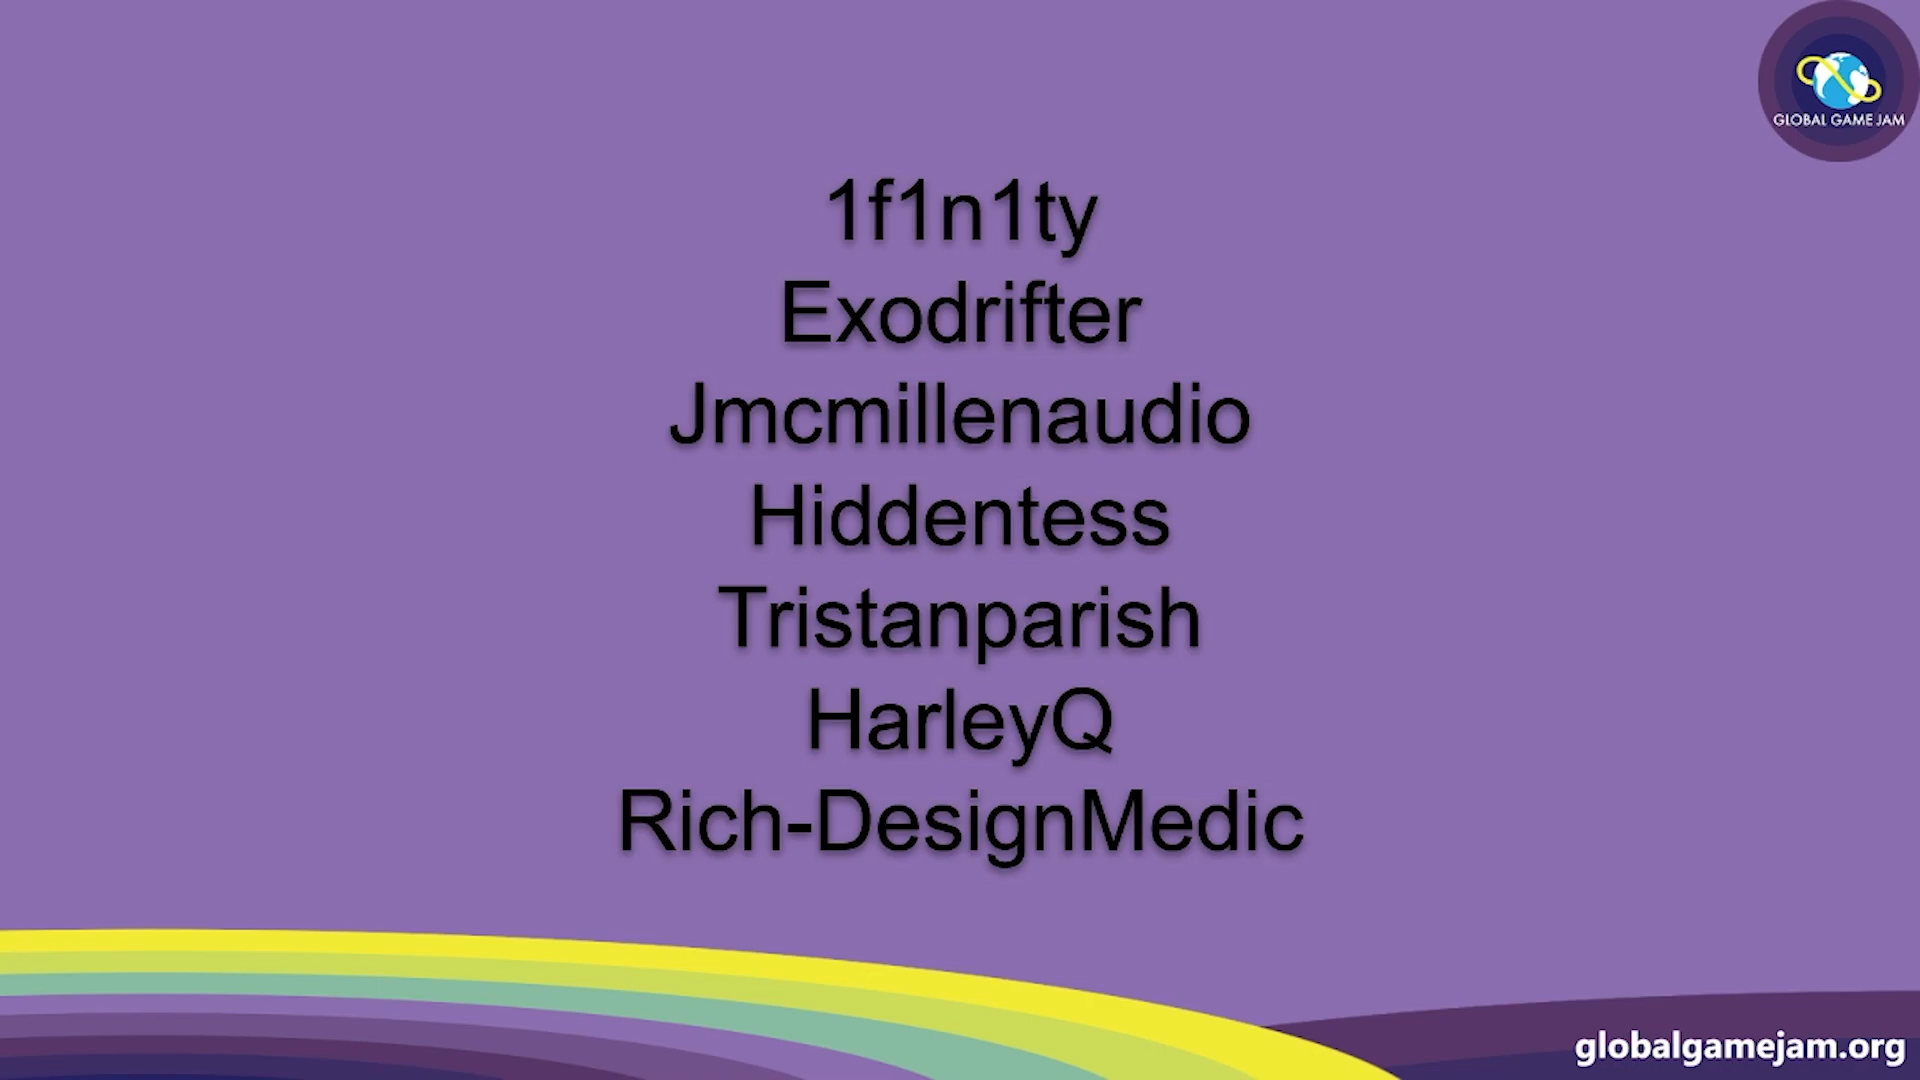 GLOBAL GAME JAM
1f1n1ty
Exodrifter
Jmcmillenaudio
Hiddentess
Tristanparish
HarleyQ
Rich-DesignMedic
globalgamejam.org